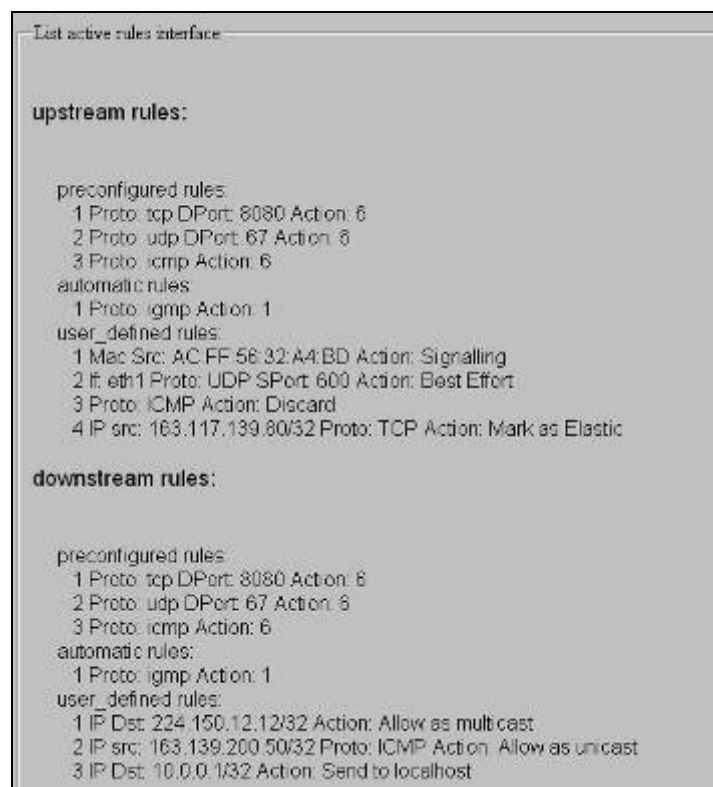 List active rules interface
upstream rules:
preconfigured rules:
1 Proto: tcp DPort: 8080 Action: 6
2 Proto: udp DPort: 67 Action: 6
3 Proto: icmp Action: 6
automatic rules:
1 Proto: igmp Action: 1
user_defined rules:
1 Mac Src: AC:FF:56:32:A4:BD Action: Signalling
2 If: eth1 Proto: UDP SPort: 600 Action: Best Effort
3 Proto: ICMP Action: Discard
4 IP src: 163.117.139.80/32 Proto: TCP Action: Mark as Elastic
downstream rules:
preconfigured rules:
1 Proto: tcp DPort: 8080 Action: 6
2 Proto: udp DPort: 67 Action: 6
3 Proto: icmp Action: 6
automatic rules:
1 Proto: igmp Action: 1
user_defined rules:
1 IP Dst: 224.150.12.12/32 Action: Allow as multicast
2 IP src: 163.139.200.50/32 Proto: ICMP Action: Allow as unicast
3 IP Dst: 10.0.0.1/32 Action: Send to localhost